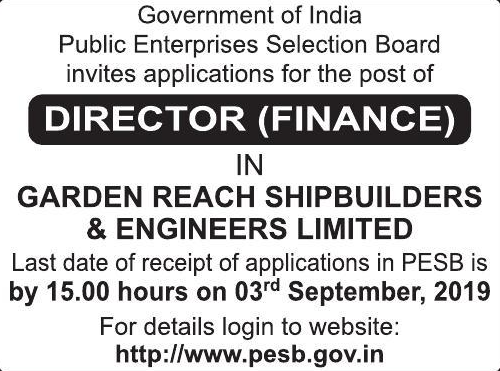 Government of India
Public Enterprises Selection Board
invites applications for the post of
DIRECTOR (FINANCE)
IN
GARDEN REACH SHIPBUILDERS
& ENGINEERS LIMITED
Last date of receipt of applications in PESB is
by 15.00 hours on 03rd September, 2019
For details login to website:
http://www.pesb.gov.in